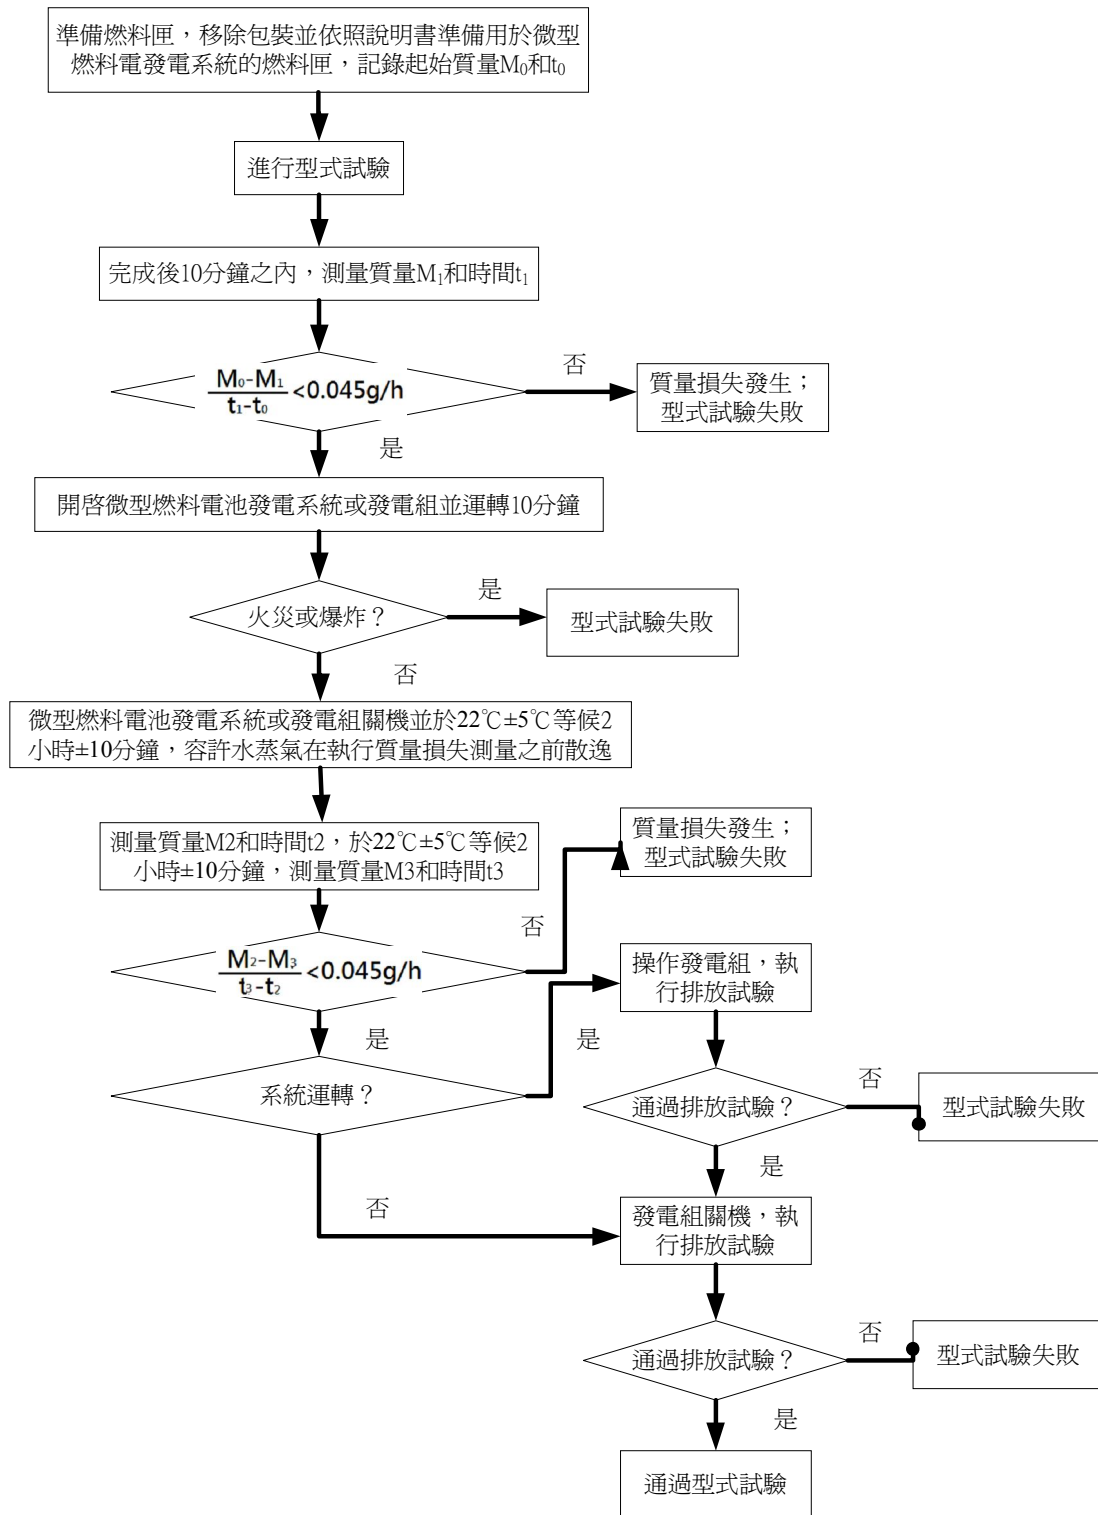 準備燃料匣，移除包裝並依照說明書準備用於微型
燃料電發電系統的燃料匣，記錄起始質量M₀和t₀
進行型式試驗
完成後10分鐘之內，測量質量M₁和時間t₁
M₀-M₁
t₁-t₀
<0.045g/h
否
質量損失發生；
型式試驗失敗
是
開啓微型燃料電池發電系統或發電組並運轉10分鐘
火災或爆炸？
是
型式試驗失敗
否
微型燃料電池發電系統或發電組關機並於22℃±5℃等候2
小時±10分鐘，容許水蒸氣在執行質量損失測量之前散逸
測量質量M2和時間t2，於22℃±5℃等候2
小時±10分鐘，測量質量M3和時間t3
M₂-M₃
t₃-t₂
<0.045g/h
否
質量損失發生；
型式試驗失敗
是
系統運轉？
是
操作發電組，執
行排放試驗
通過排放試驗？
否
型式試驗失敗
是
否
發電組關機，執
行排放試驗
通過排放試驗？
否
型式試驗失敗
是
通過型式試驗